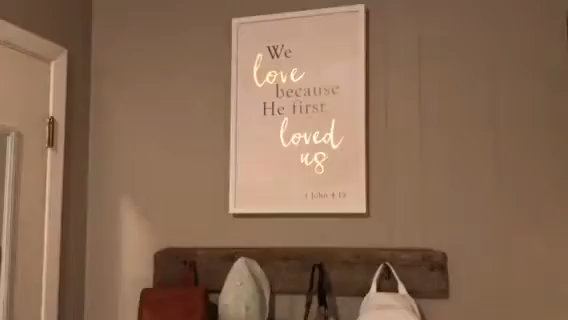 We
love
because
He first
loved
us
1 John 4:19